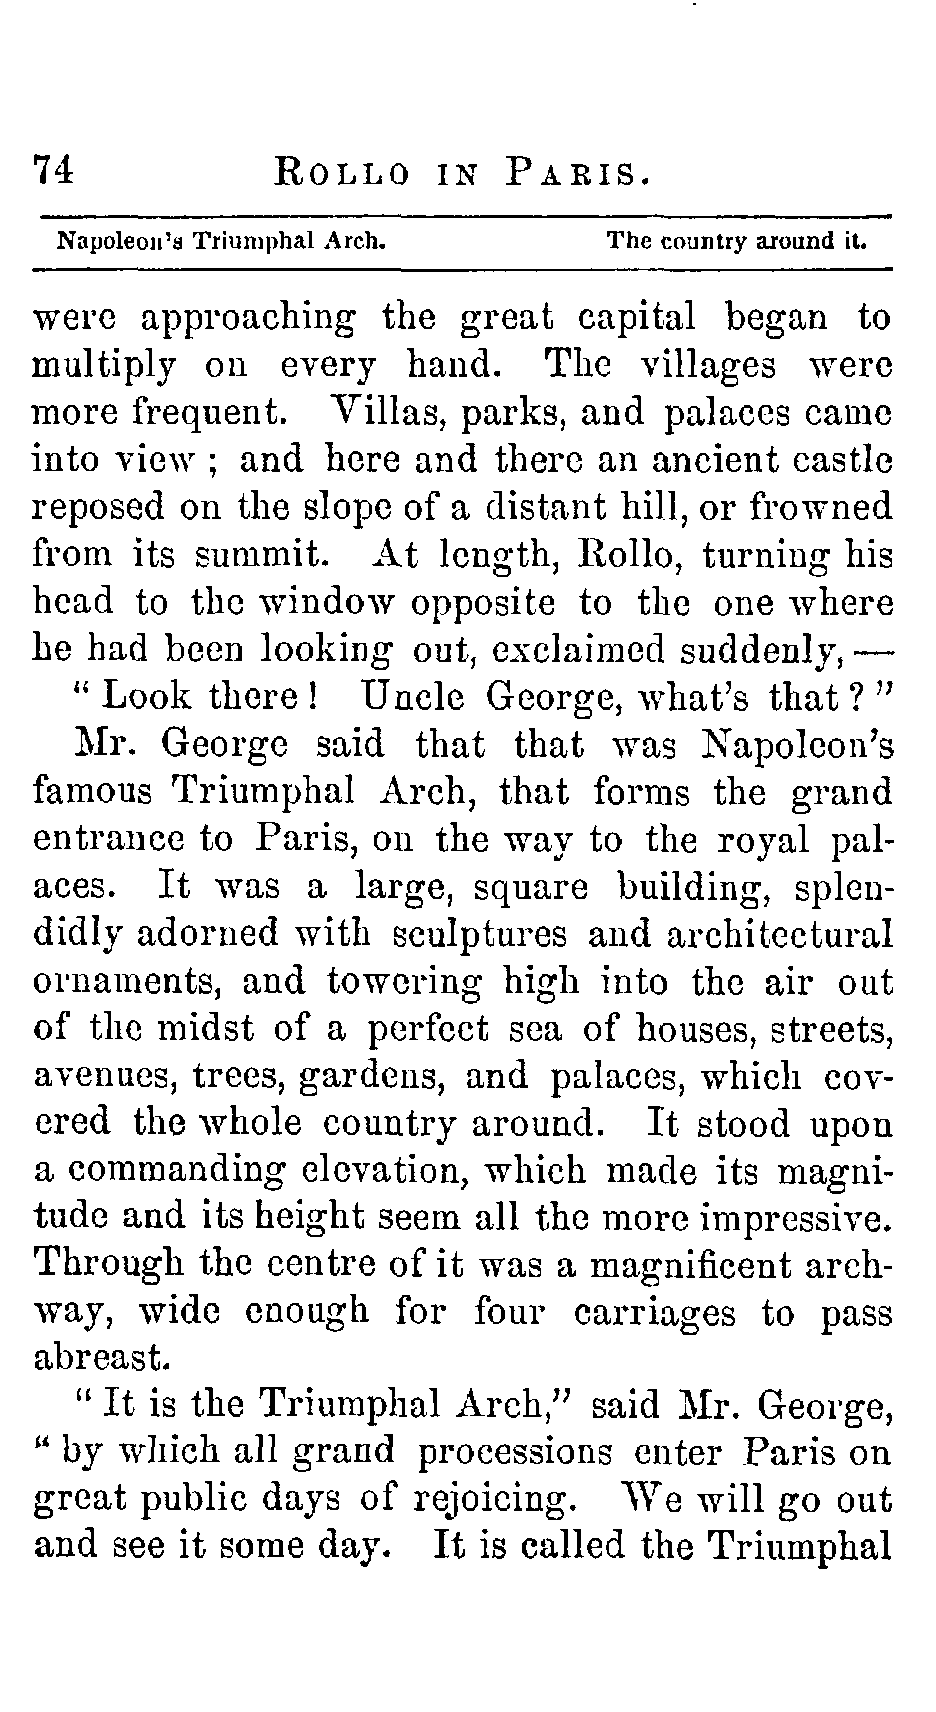 74 ROLLO IN PARIS.
Napoleon's Triumphal Arch. The country around it.
were approaching the great capital began to
multiply on every hand. The villages were
more frequent. Villas, parks, and palaces came
into view ; and here and there an ancient castle
reposed on the slope of a distant hill, or frowned
from its summit. At length, Rollo, turning his
head to the window opposite to the one where
he had been looking out, exclaimed suddenly, —
“ Look there ! Uncle George, what's that ? ”
Mr. George said that that was Napoleon's
famous Triumphal Arch, that forms the grand
entrance to Paris, on the way to the royal pal-
aces. It was a large, square building, splen-
didly adorned with sculptures and architectural
ornaments, and towering high into the air out
of the midst of a perfect sea of houses, streets,
avenues, trees, gardens, and palaces, which cov-
ered the whole country around. It stood upon
a commanding elevation, which made its magni-
tude and its height seem all the more impressive.
Through the centre of it was a magnificent arch-
way, wide enough for four carriages to pass
abreast.
“ It is the Triumphal Arch,” said Mr. George,
“ by which all grand processions enter Paris on
great public days of rejoicing. We will go out
and see it some day. It is called the Triumphal